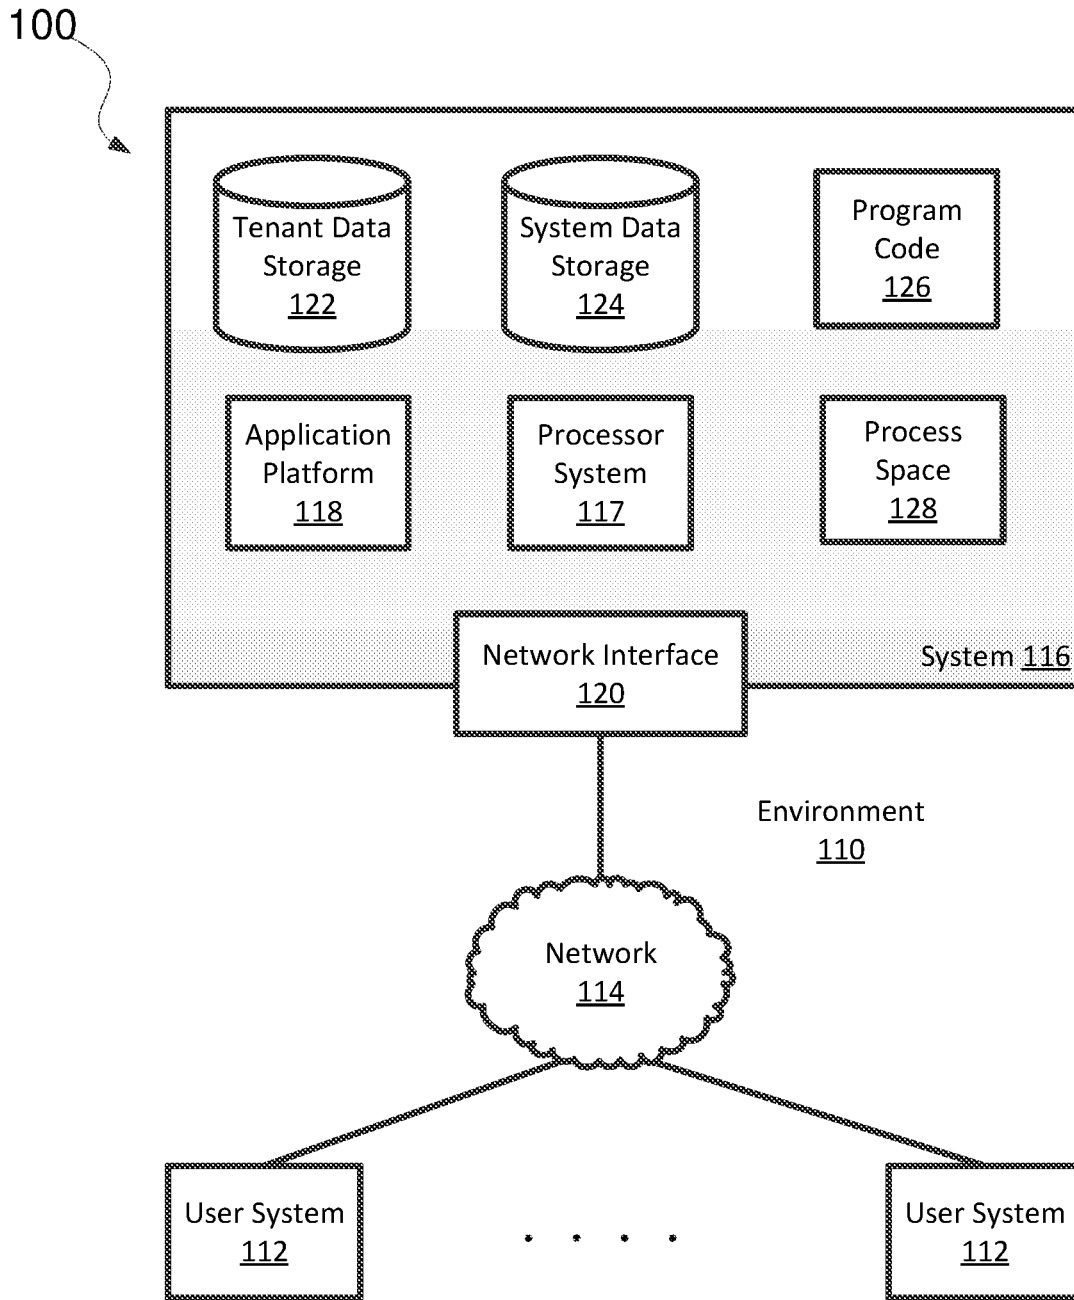 100
Tenant Data
Storage
122
System Data
Storage
124
Program
Code
126
Application
Platform
118
Processor
System
117
Process
Space
128
Network Interface
120
System 116
Environment
110
Network
114
User System
112
. . . .
User System
112